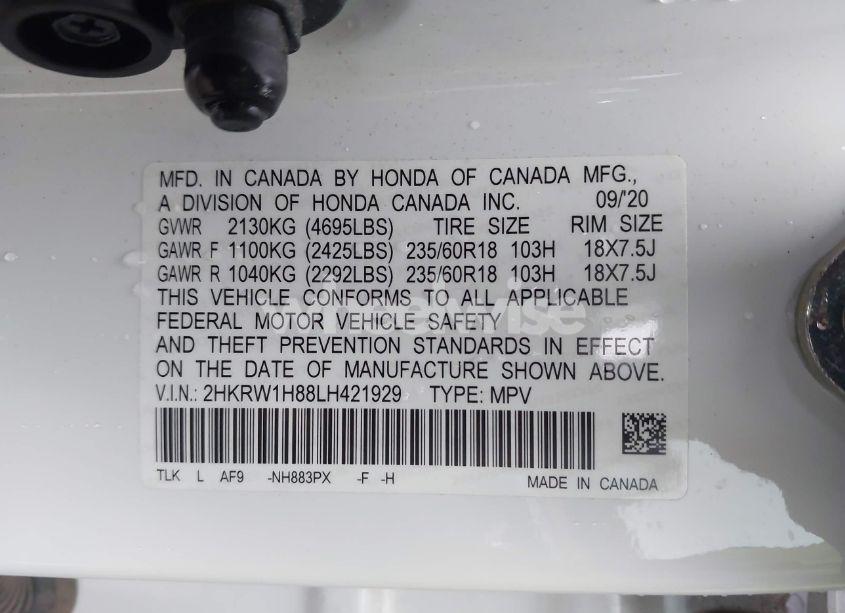 MFD. IN CANADA BY HONDA OF CANADA MFG.,
A DIVISION OF HONDA CANADA INC. 09/'20
GVWR 2130KG (4695LBS) TIRE SIZE RIM SIZE
GAWR F 1100KG (2425LBS) 235/60R18 103H 18X7.5J
GAWR R 1040KG (2292LBS) 235/60R18 103H 18X7.5J
THIS VEHICLE CONFORMS TO ALL APPLICABLE
FEDERAL MOTOR VEHICLE SAFETY
AND THEFT PREVENTION STANDARDS IN EFFECT
ON THE DATE OF MANUFACTURE SHOWN ABOVE.
V.I.N.: 2HKRW1H88LH421929 TYPE: MPV
TLK L AF9 -NH883PX -F -H MADE IN CANADA